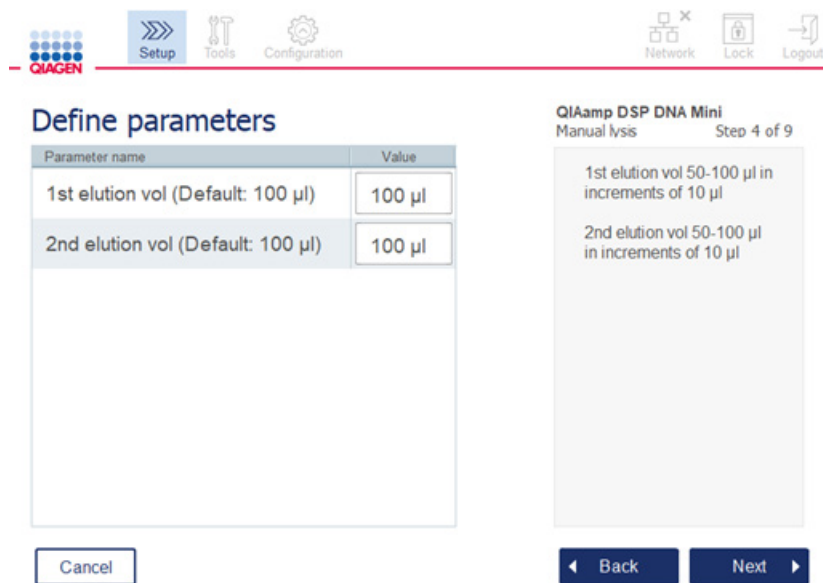 QIAGEN
Setup
Tools
Configuration
Network
Lock
Logout
Define parameters
QIAamp DSP DNA Mini
Manual lysis Step 4 of 9
Parameter name Value
1st elution vol (Default: 100 µl) 100 µl
2nd elution vol (Default: 100 µl) 100 µl
1st elution vol 50-100 µl in
increments of 10 µl
2nd elution vol 50-100 µl
in increments of 10 µl
Cancel
Back
Next